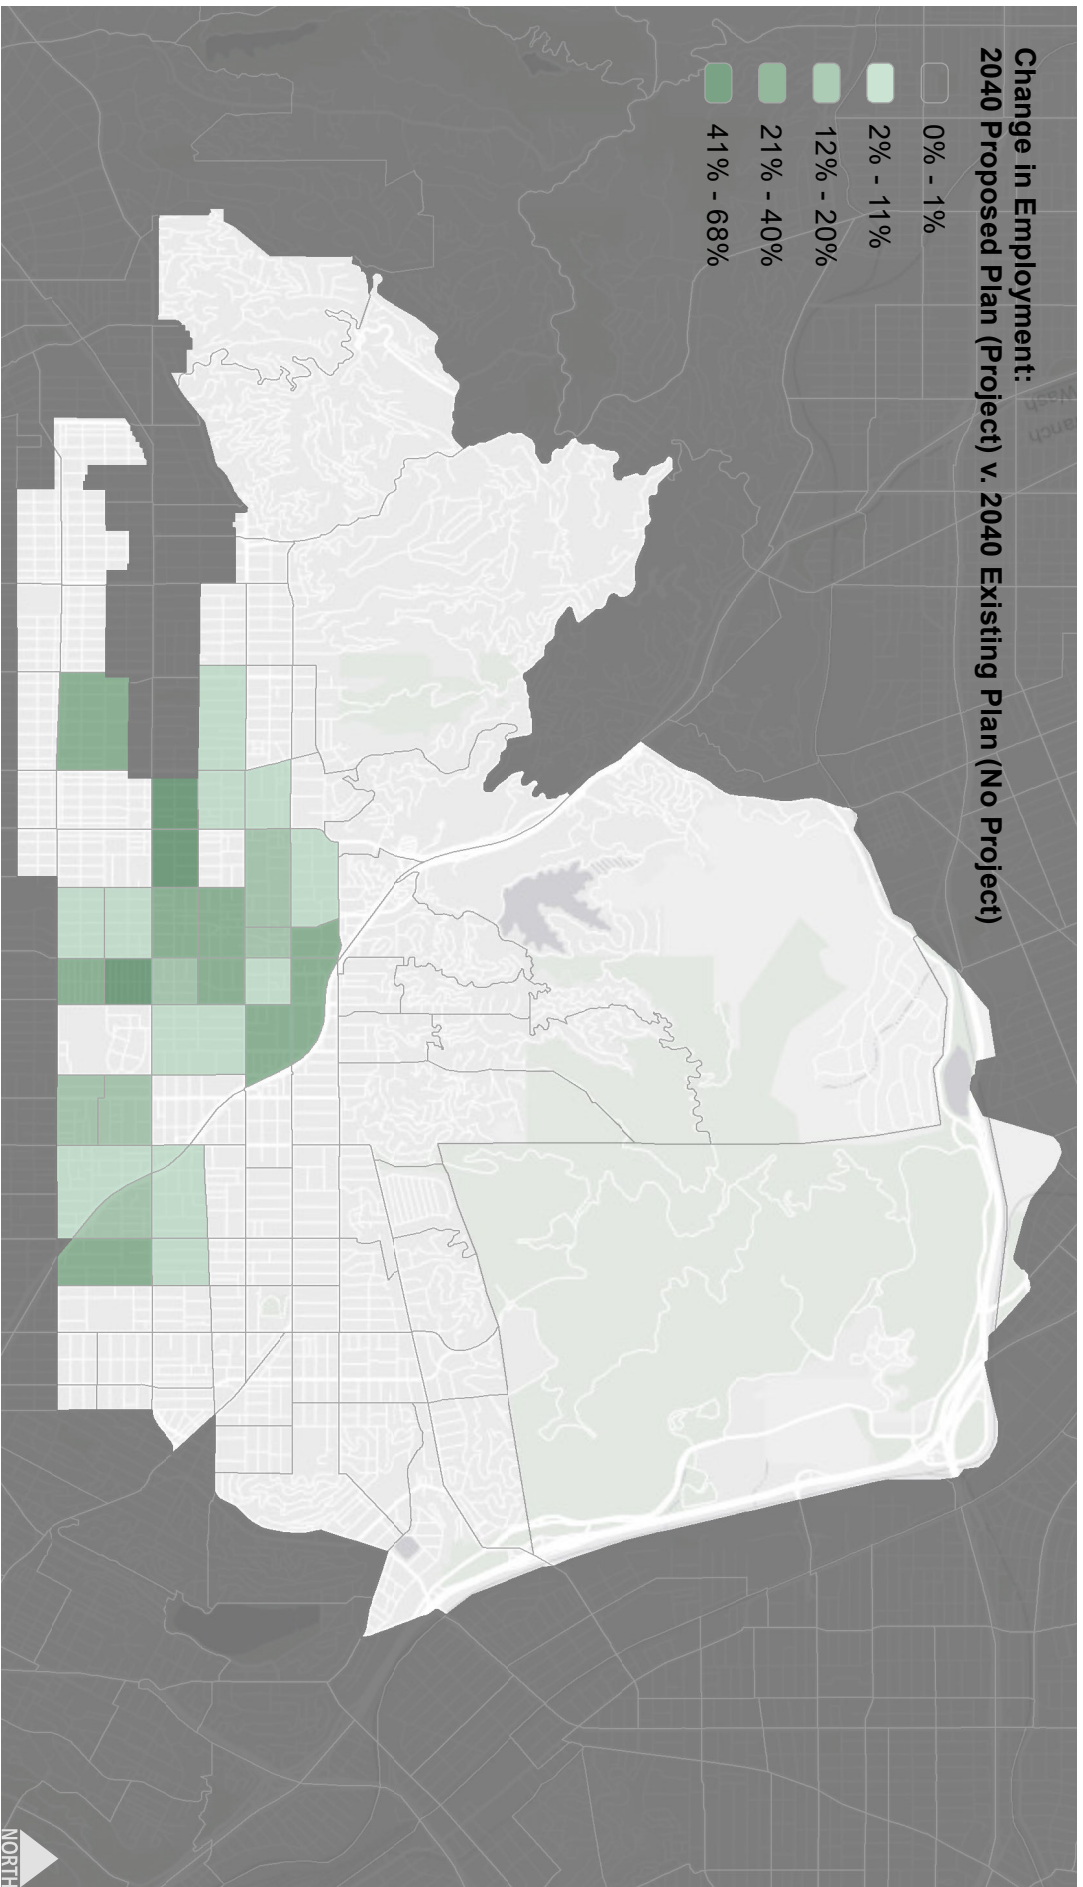 Change in Employment:
2040 Proposed Plan (Project) v. 2040 Existing Plan (No Project)
0% - 1%
2% - 11%
12% - 20%
21% - 40%
41% - 68%
Wash
NORTH